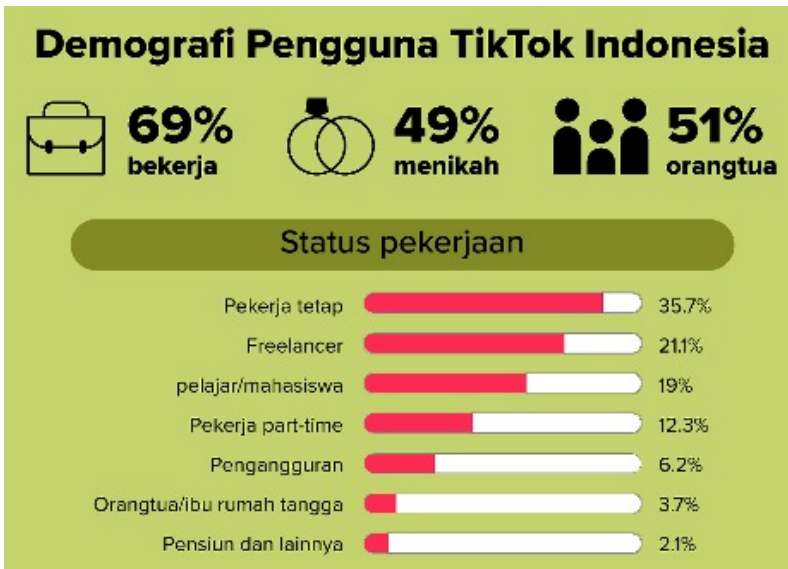 Demografi Pengguna TikTok Indonesia
69%
bekerja
49%
menikah
51%
orangtua
Status pekerjaan
Pekerja tetap 35.7%
Freelancer 21.1%
pelajar/mahasiswa 19%
Pekerja part-time 12.3%
Pengangguran 6.2%
Orangtua/ibu rumah tangga 3.7%
Pensiun dan lainnya 2.1%